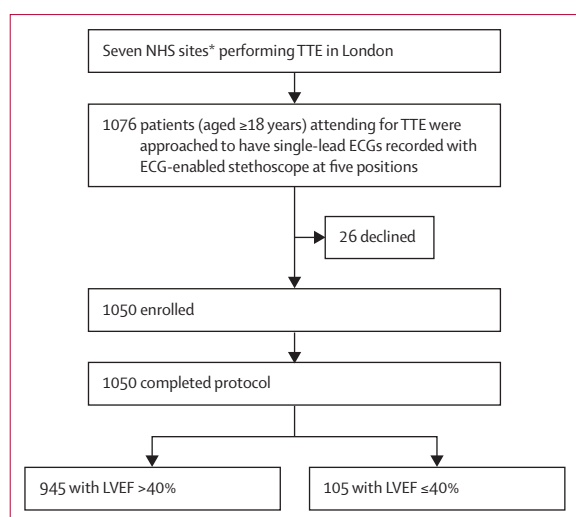 Seven NHS sites* performing TTE in London
1076 patients (aged ≥18 years) attending for TTE were
approached to have single-lead ECGs recorded with
ECG-enabled stethoscope at five positions
26 declined
1050 enrolled
1050 completed protocol
945 with LVEF >40%
105 with LVEF ≤40%